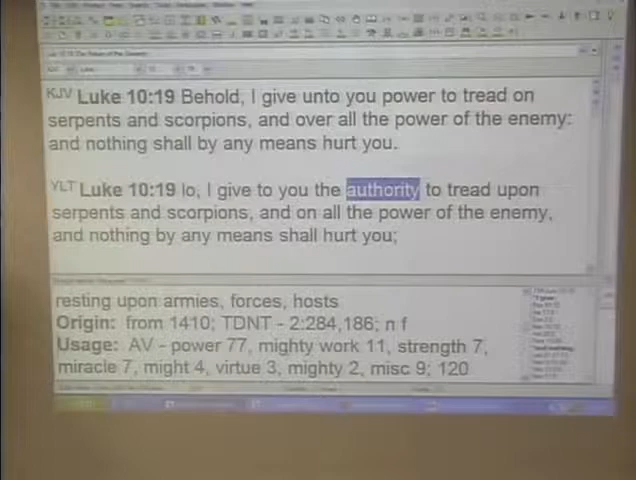 KJV Luke 10:19 Behold, I give unto you power to tread on
serpents and scorpions, and over all the power of the enemy:
and nothing shall by any means hurt you.
YLT Luke 10:19 lo, I give to you the authority to tread upon
serpents and scorpions, and on all the power of the enemy,
and nothing by any means shall hurt you;
resting upon armies, forces, hosts
Origin: from 1410; TDNT - 2:284,186; n f
Usage: AV - power 77, mighty work 11, strength 7,
miracle 7, might 4, virtue 3, mighty 2, misc 9; 120